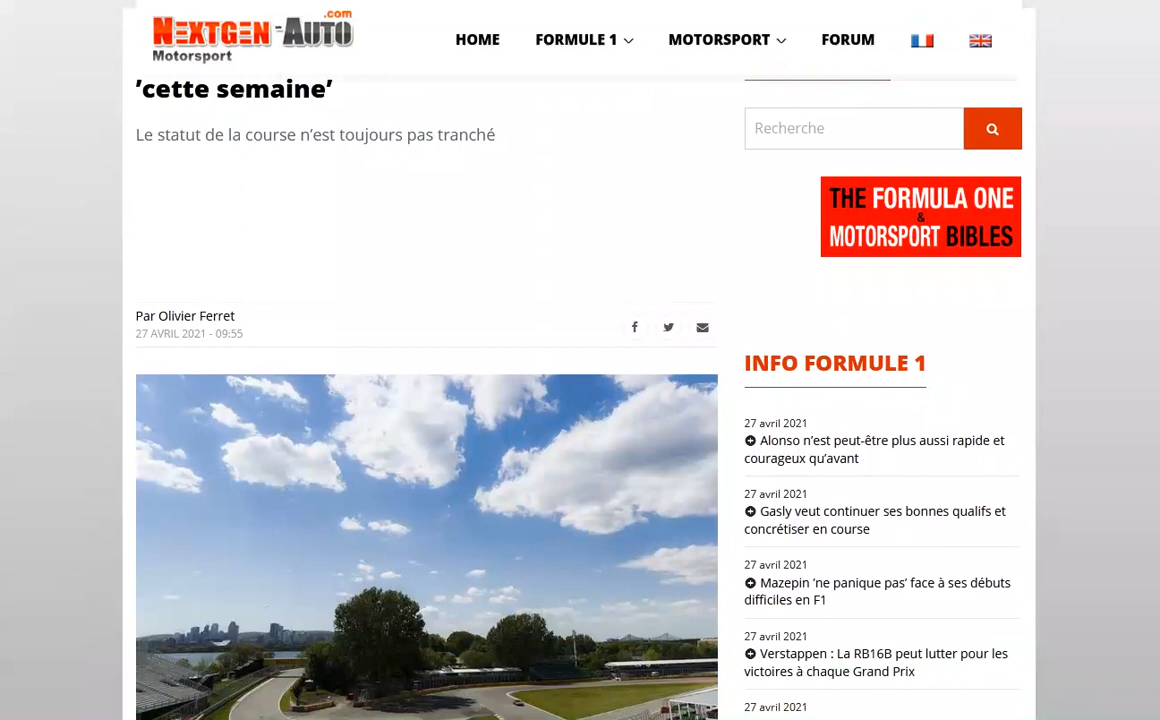 NEXTGEN-AUTO
.com
Motorsport
HOME
FORMULE 1
MOTORSPORT
FORUM
’cette semaine’
Le statut de la course n’est toujours pas tranché
Par Olivier Ferret
27 AVRIL 2021 - 09:55
Recherche
THE FORMULA ONE
&
MOTORSPORT BIBLES
INFO FORMULE 1
27 avril 2021
Alonso n’est peut-être plus aussi rapide et
courageux qu’avant
27 avril 2021
Gasly veut continuer ses bonnes qualifs et
concrétiser en course
27 avril 2021
Mazepin ’ne panique pas’ face à ses débuts
difficiles en F1
27 avril 2021
Verstappen : La RB16B peut lutter pour les
victoires à chaque Grand Prix
27 avril 2021